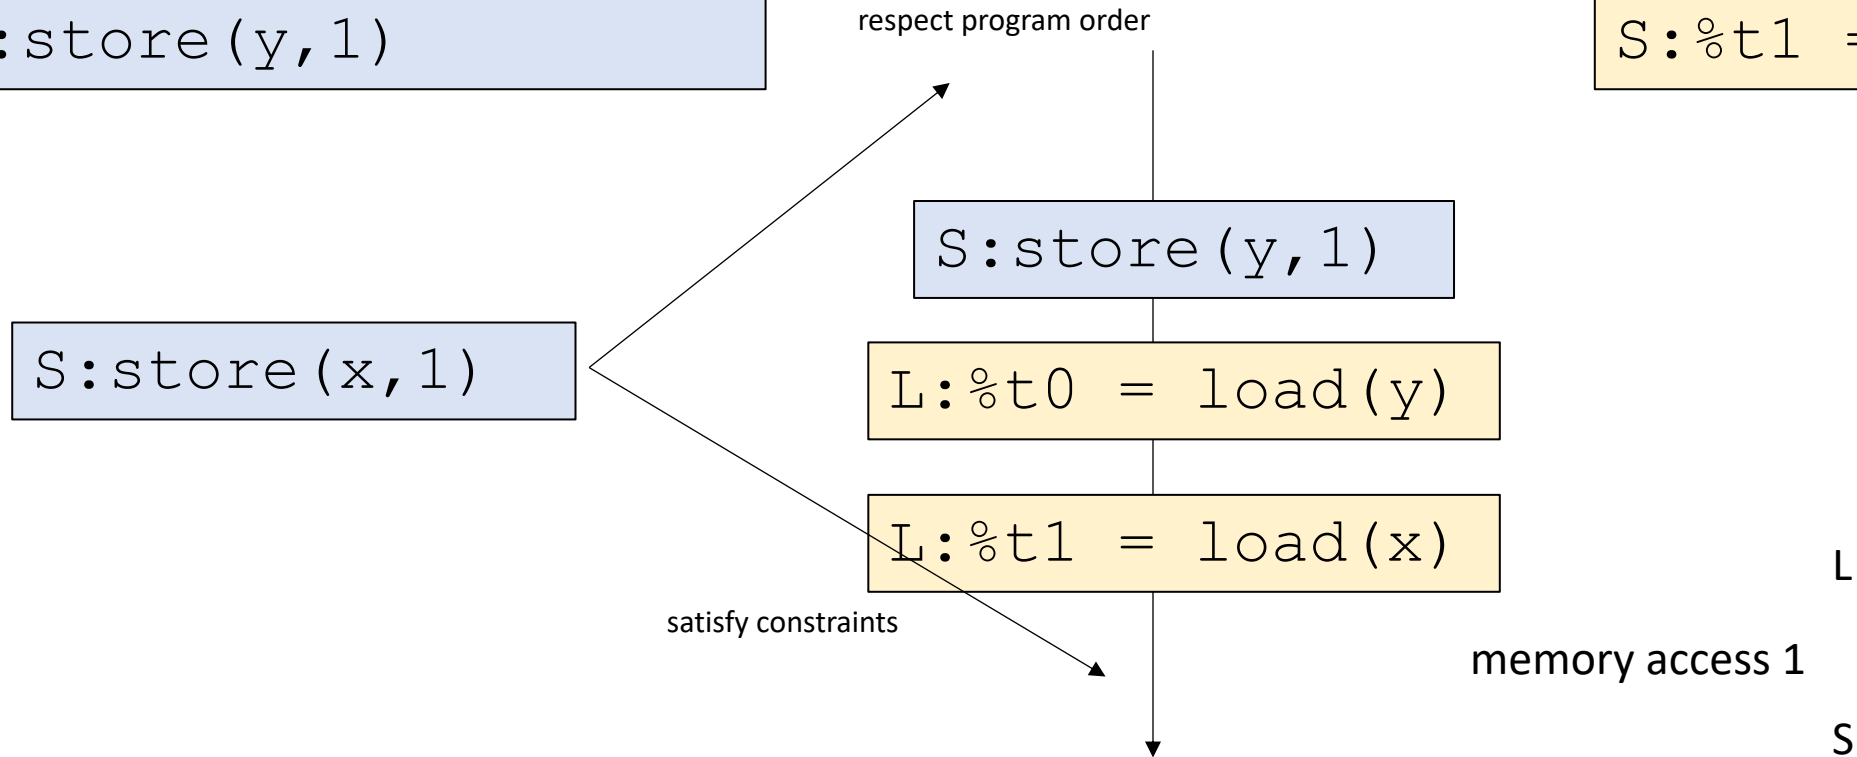 :store(y,1)
respect program order
S:%t1 =
S:store(y,1)
S:store(x,1)
L:%t0 = load(y)
L:%t1 = load(x)
L
satisfy constraints
memory access 1
S